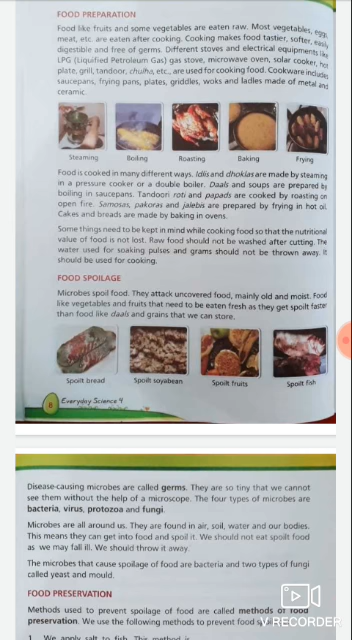 FOOD PREPARATION
Food like fruits and some vegetables are eaten raw. Most vegetables, egg,
meat, etc. are eaten after cooking. Cooking makes food tastier, softer, easily
digestible and free of germs. Different stoves and electrical equipments like
LPG (Liquified Petroleum Gas) gas stove, microwave oven, solar cooker, hot
plate, grill, tandoor, chulha, etc., are used for cooking food. Cookware includes
saucepans, frying pans, plates, griddles, woks and ladles made of metal and
ceramic.
Steaming Boiling Roasting Baking Frying
Food is cooked in many different ways. Idlis and dhoklas are made by steaming
in a pressure cooker or a double boiler. Daals and soups are prepared by
boiling in saucepans. Tandoori roti and papads are cooked by roasting on
open fire. Samosas, pakoras and jalebis are prepared by frying in hot oil.
Cakes and breads are made by baking in ovens.
Some things need to be kept in mind while cooking food so that the nutritional
value of food is not lost. Raw food should not be washed after cutting. The
water used for soaking pulses and grams should not be thrown away. It
should be used for cooking.
FOOD SPOILAGE
Microbes spoil food. They attack uncovered food, mainly old and moist. Food
like vegetables and fruits that need to be eaten fresh as they get spoilt faster
than food like daals and grains that we can store.
Spoilt bread Spoilt soyabean Spoilt fruits Spoilt fish
8 Everyday Science 4
Disease-causing microbes are called germs. They are so tiny that we cannot
see them without the help of a microscope. The four types of microbes are
bacteria, virus, protozoa and fungi.
Microbes are all around us. They are found in air, soil, water and our bodies.
This means they can get into food and spoil it. We should not eat spoilt food
as we may fall ill. We should throw it away.
The microbes that cause spoilage of food are bacteria and two types of fungi
called yeast and mould.
FOOD PRESERVATION
Methods used to prevent spoilage of food are called methods of food
preservation. We use the following methods to prevent food
V RECORDER
1. We apply salt to fish. This method is